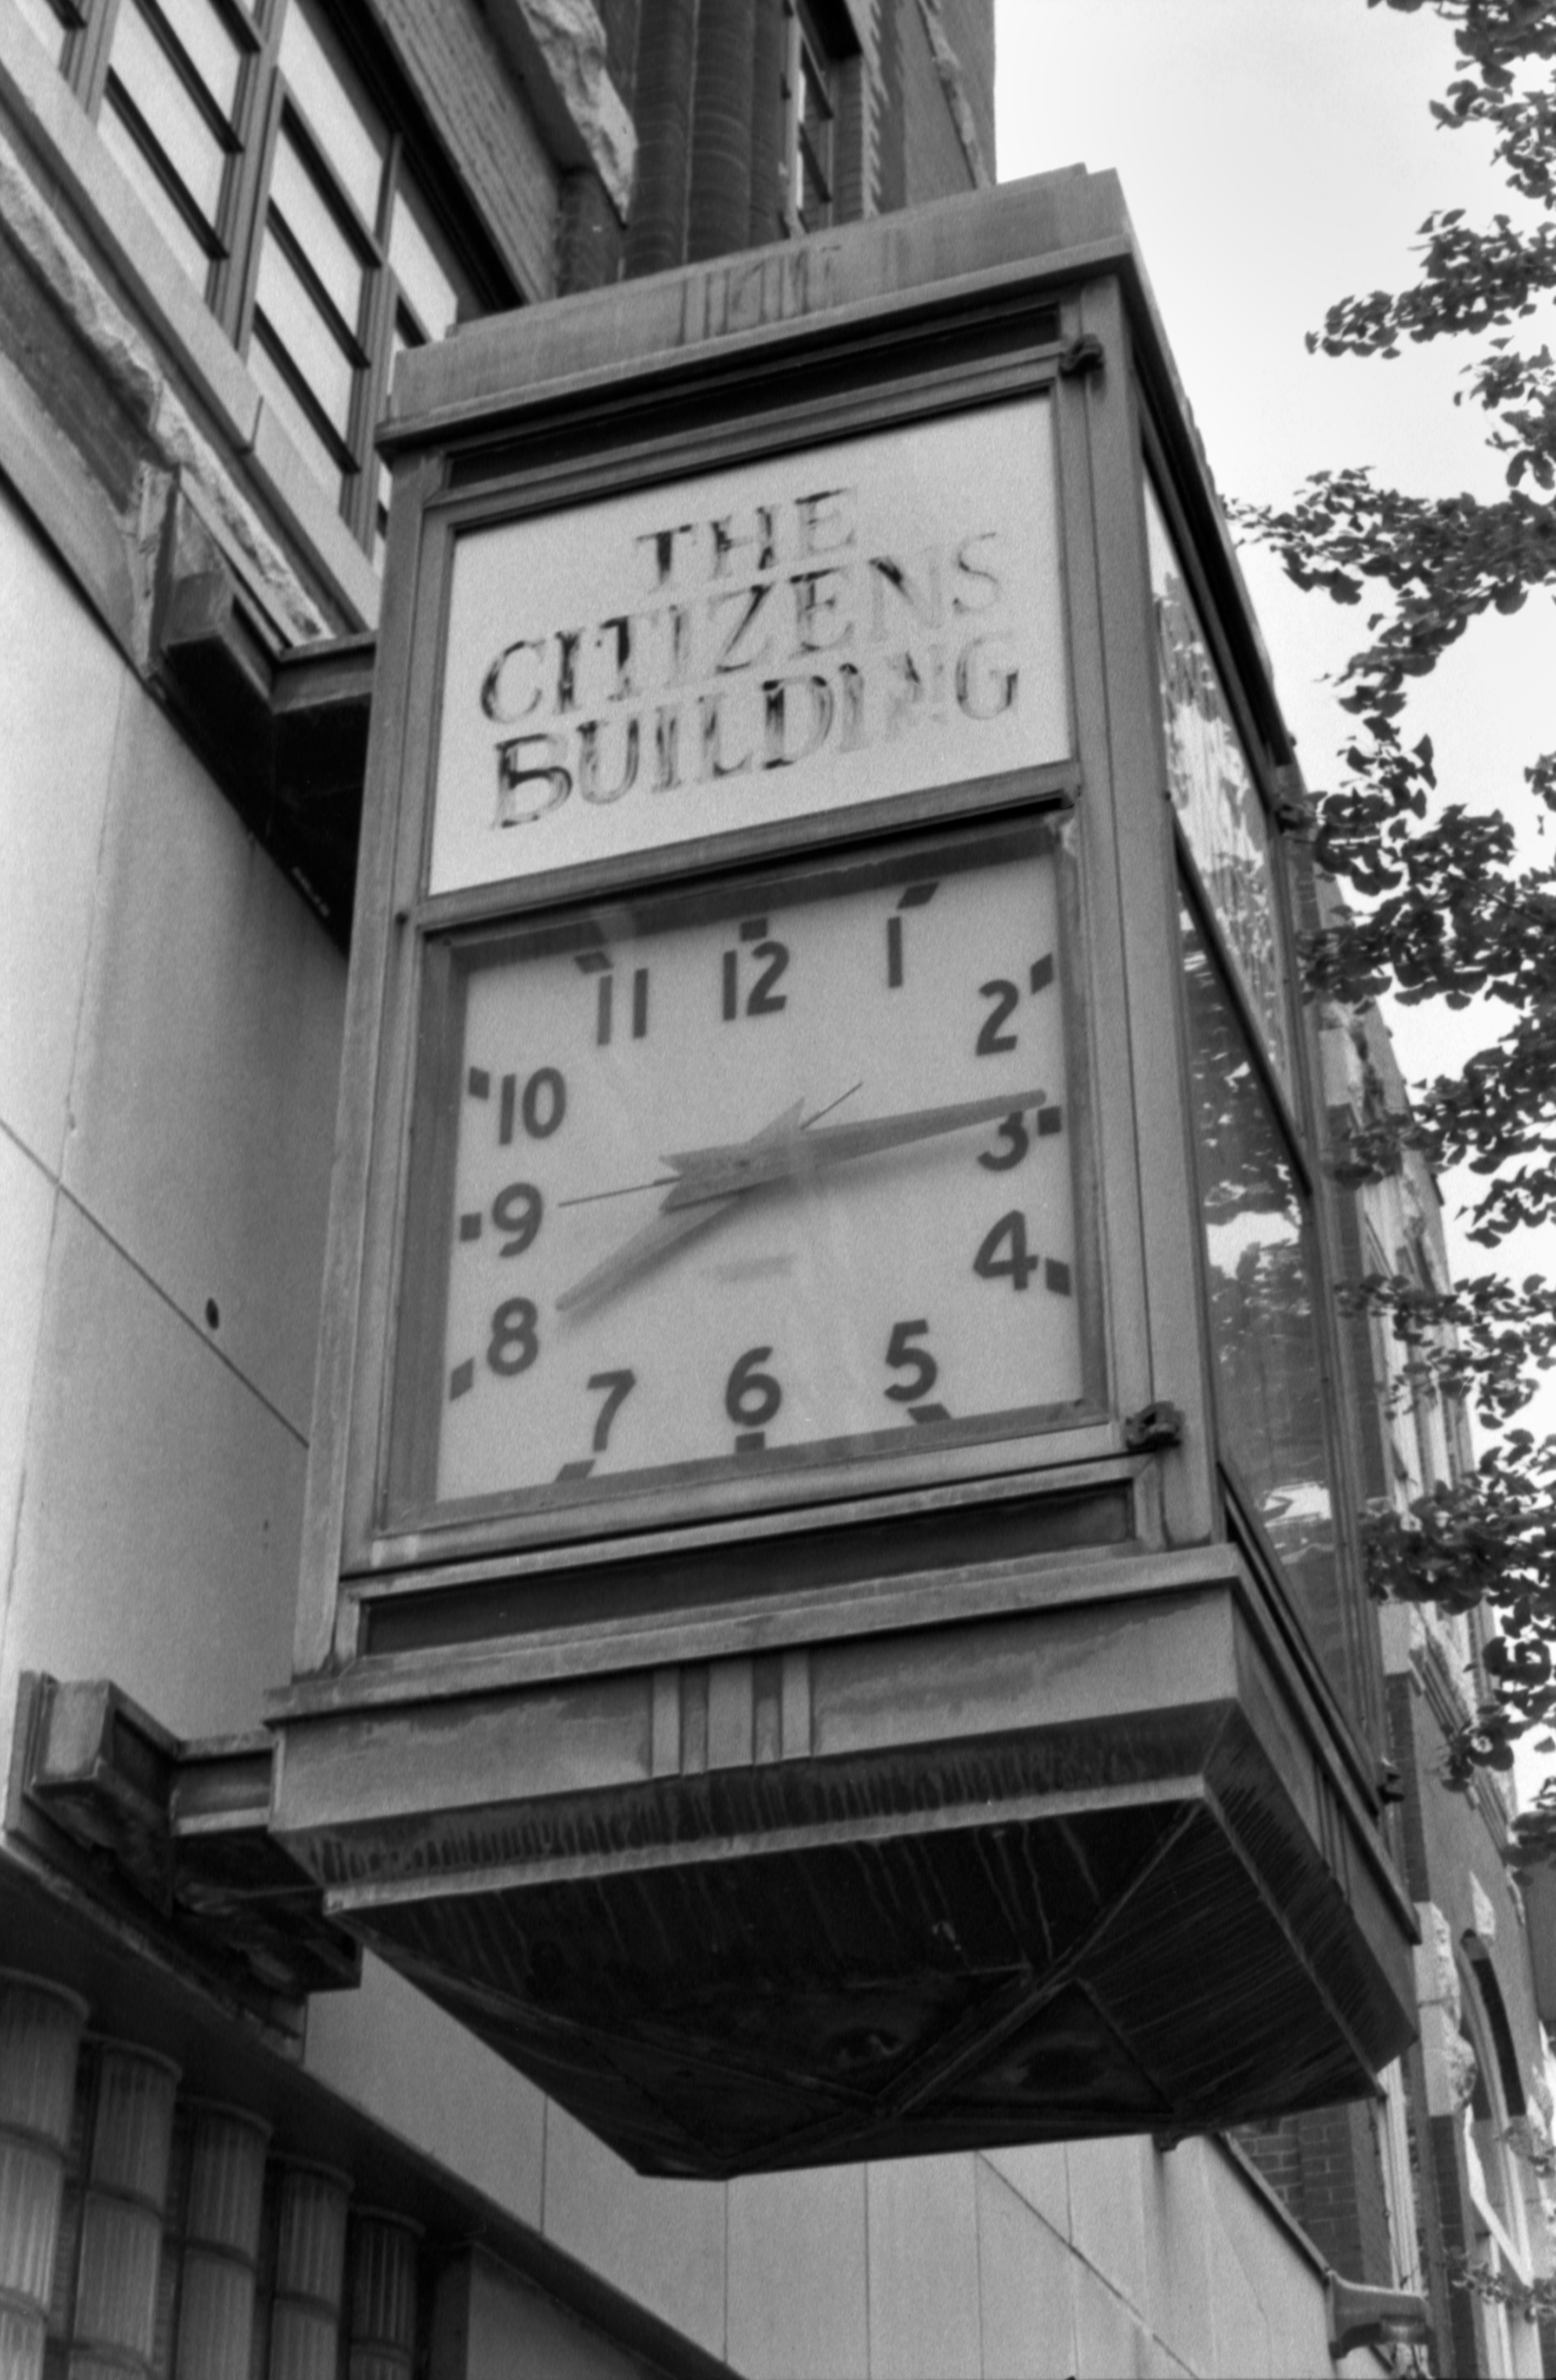 THE
CITIZENS
BUILDING
11 12 1
10 2
9 3
8 4
7 6 5